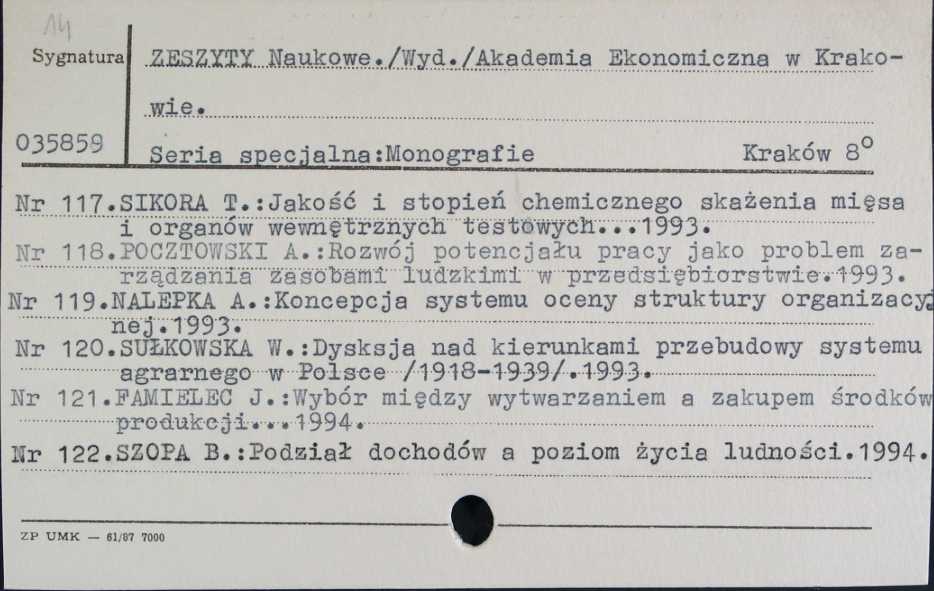 14
Sygnatura
ZESZYTY Naukowe./Wyd./Akademia Ekonomiczna w Krako-
wie.
035859
Seria specjalna:Monografie Kraków 8°
Nr 117.SIKORA T.:Jakość i stopień chemicznego skażenia mięsa
i organów wewnętrznych testowych...1993.
Nr 118.POCZTOWSKI A.:Rozwój potencjału pracy jako problem za-
rządzania zasobami ludzkimi w przedsiębiorstwie.1993.
Nr 119.NALEPKA A.:Koncepcja systemu oceny struktury organizacyj
nej.1993.
Nr 120.SUŁKOWSKA W.:Dysksja nad kierunkami przebudowy systemu
agrarnego w Polsce /1918-1939/.1993.
Nr 121.FAMIELEC J.:Wybór między wytwarzaniem a zakupem środków
produkcji...1994.
Nr 122.SZOPA B.:Podział dochodów a poziom życia ludności.1994.
ZP UMK — 61/87 7000